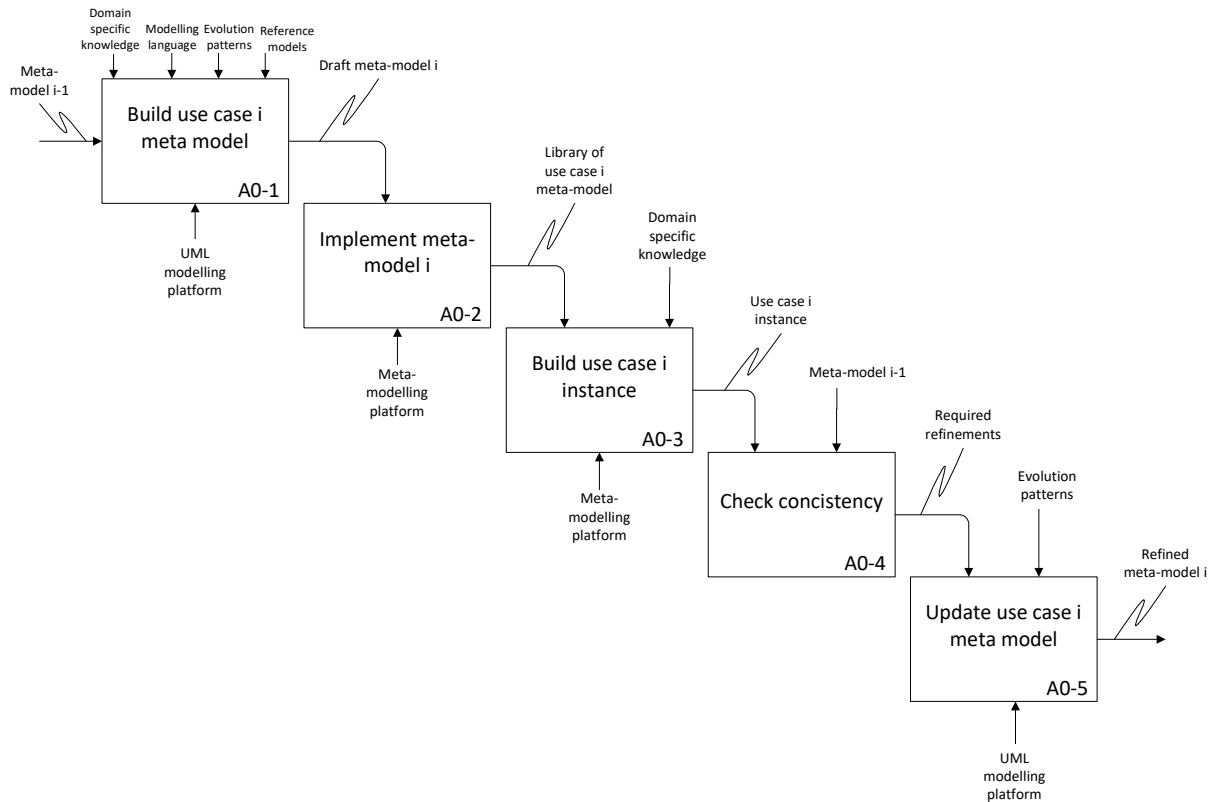 Domain
specific
knowledge
Modelling
language
Evolution
patterns
Reference
models
Meta-
model i-1
Draft meta-model i
Build use case i
meta model
A0-1
UML
modelling
platform
Library of
use case i
meta-model
Implement meta-
model i
A0-2
Meta-
modelling
platform
Domain
specific
knowledge
Build use case i
instance
A0-3
Meta-
modelling
platform
Use case i
instance
Meta-model i-1
Check concistency
A0-4
Required
refinements
Evolution
patterns
Update use case i
meta model
A0-5
UML
modelling
platform
Refined
meta-model i